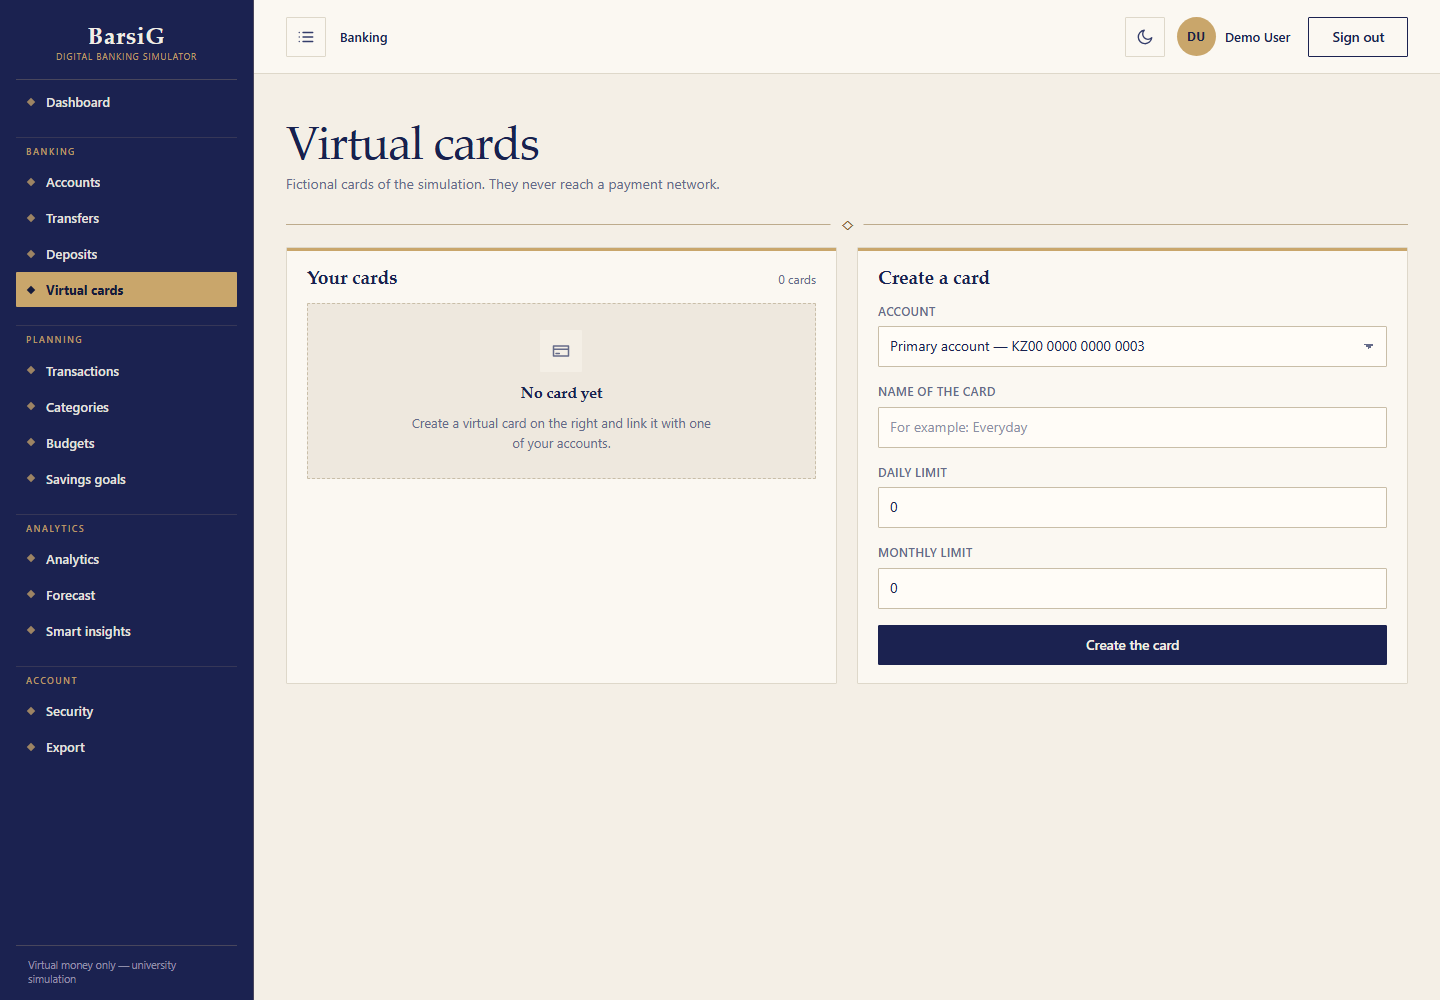 BarsiG
DIGITAL BANKING SIMULATOR
Dashboard
BANKING
Accounts
Transfers
Deposits
Virtual cards
PLANNING
Transactions
Categories
Budgets
Savings goals
ANALYTICS
Analytics
Forecast
Smart insights
ACCOUNT
Security
Export
Virtual money only — university
simulation
Banking
DU
Demo User
Sign out
Virtual cards
Fictional cards of the simulation. They never reach a payment network.
Your cards
0 cards
No card yet
Create a virtual card on the right and link it with one
of your accounts.
Create a card
ACCOUNT
Primary account — KZ00 0000 0000 0003
NAME OF THE CARD
For example: Everyday
DAILY LIMIT
0
MONTHLY LIMIT
0
Create the card